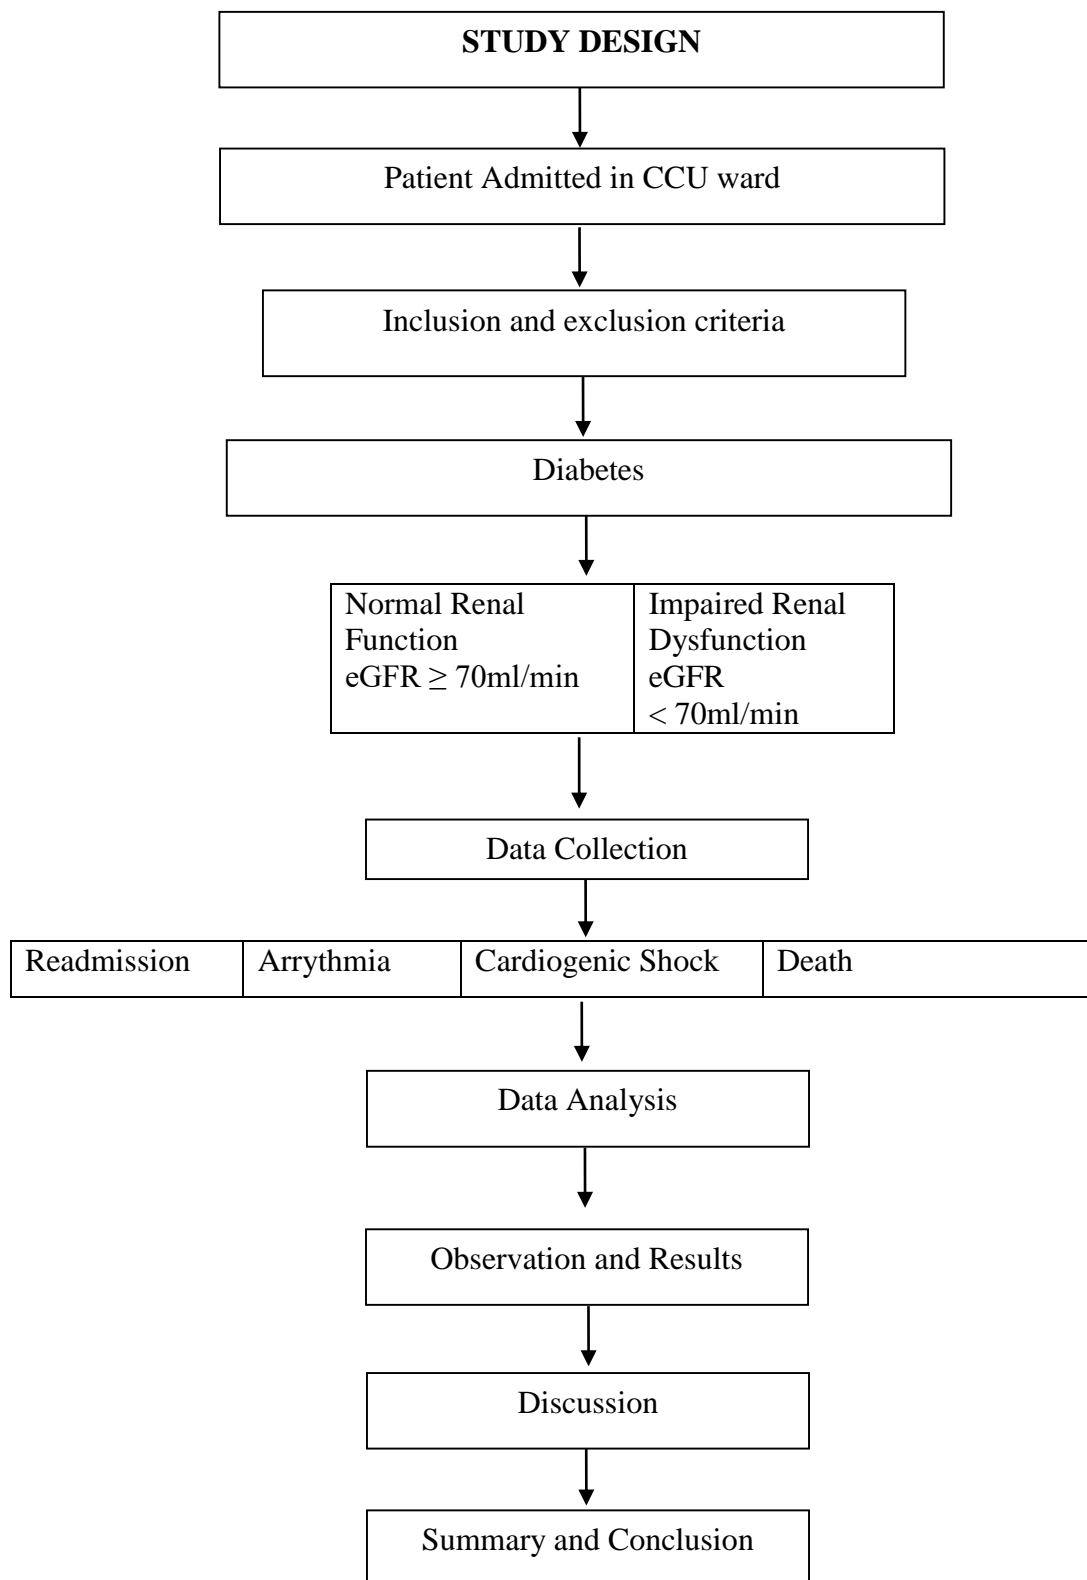 STUDY DESIGN
Patient Admitted in CCU ward
Inclusion and exclusion criteria
Diabetes
Normal Renal
Function
eGFR ≥ 70ml/min
Impaired Renal
Dysfunction
eGFR
< 70ml/min
Data Collection
Readmission
Arrythmia
Cardiogenic Shock
Death
Data Analysis
Observation and Results
Discussion
Summary and Conclusion